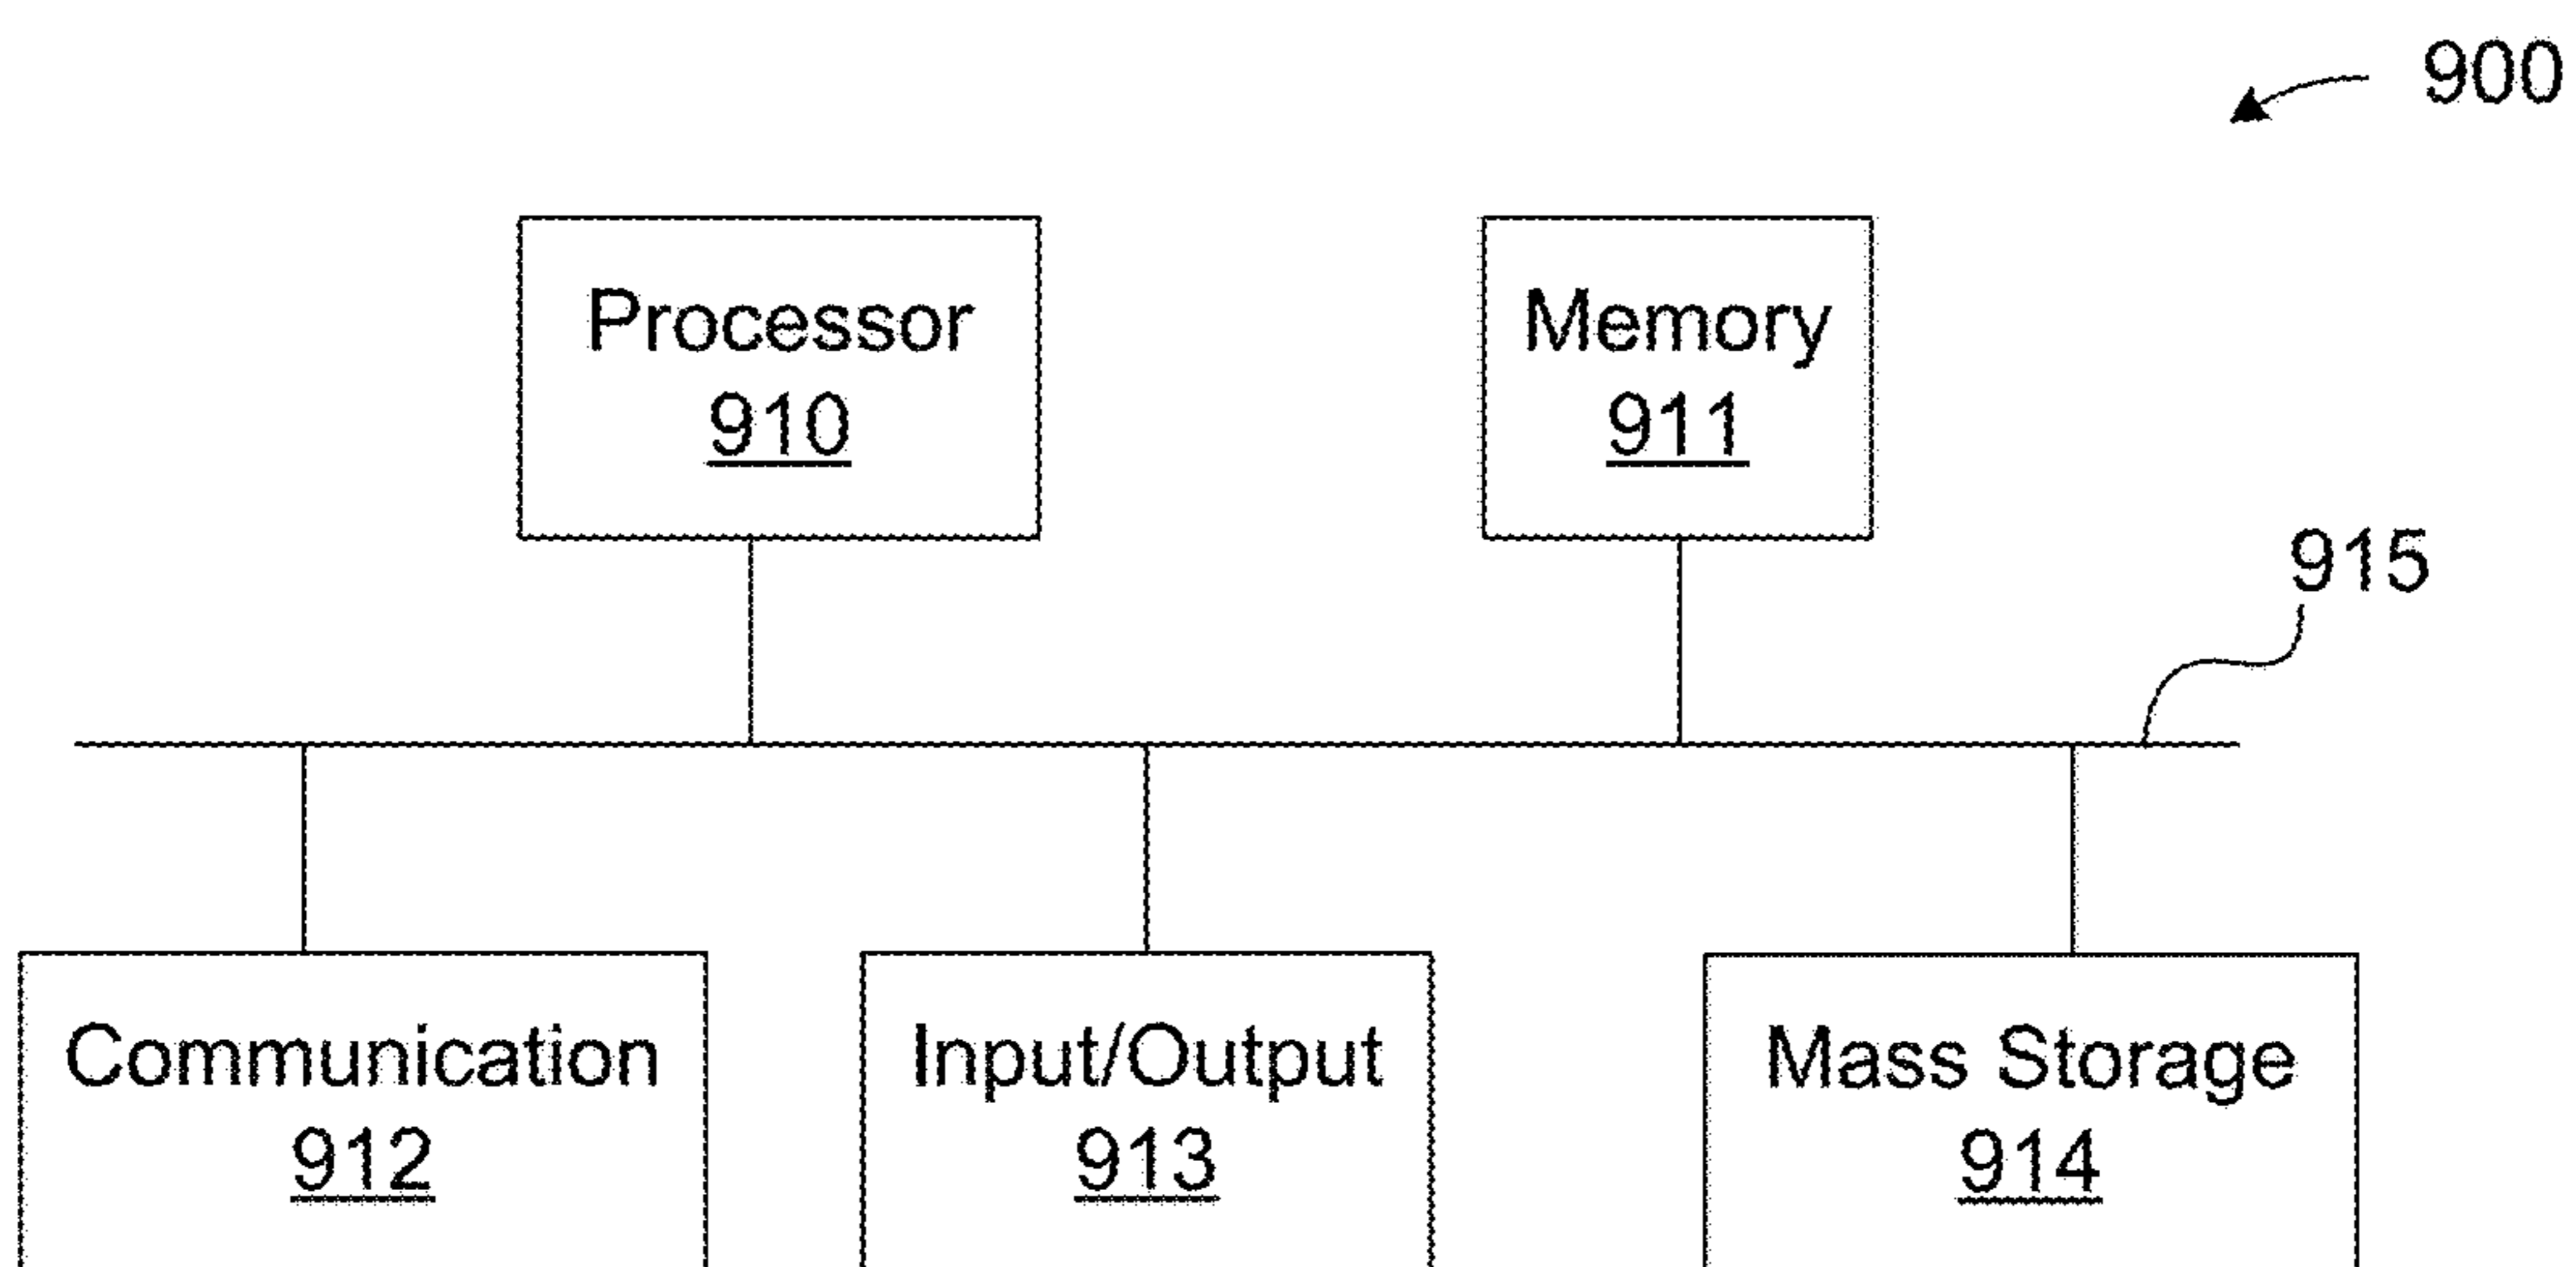 900
Processor
910
Memory
911
915
Communication
912
Input/Output
913
Mass Storage
914